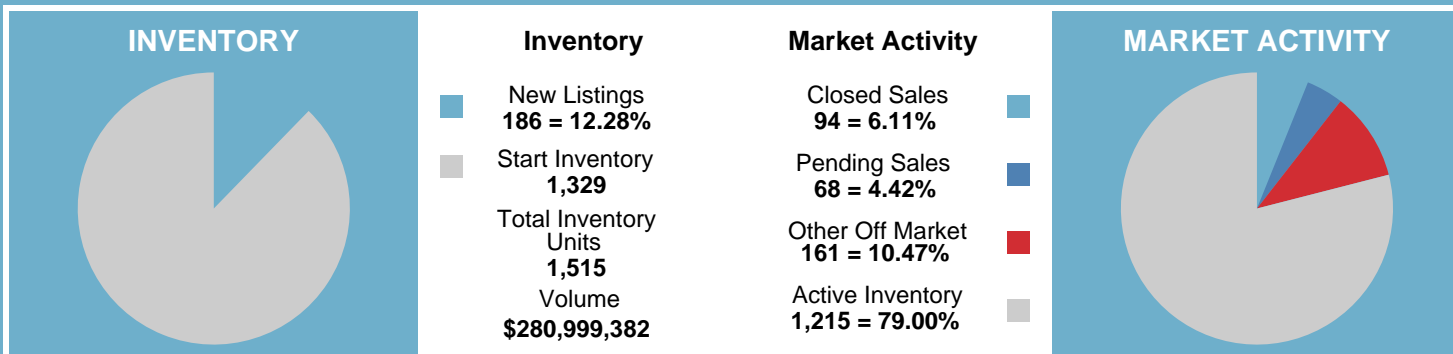 INVENTORY
Inventory
New Listings
186 = 12.28%
Start Inventory
1,329
Total Inventory
Units
1,515
Volume
$280,999,382
Market Activity
Closed Sales
94 = 6.11%
Pending Sales
68 = 4.42%
Other Off Market
161 = 10.47%
Active Inventory
1,215 = 79.00%
MARKET ACTIVITY